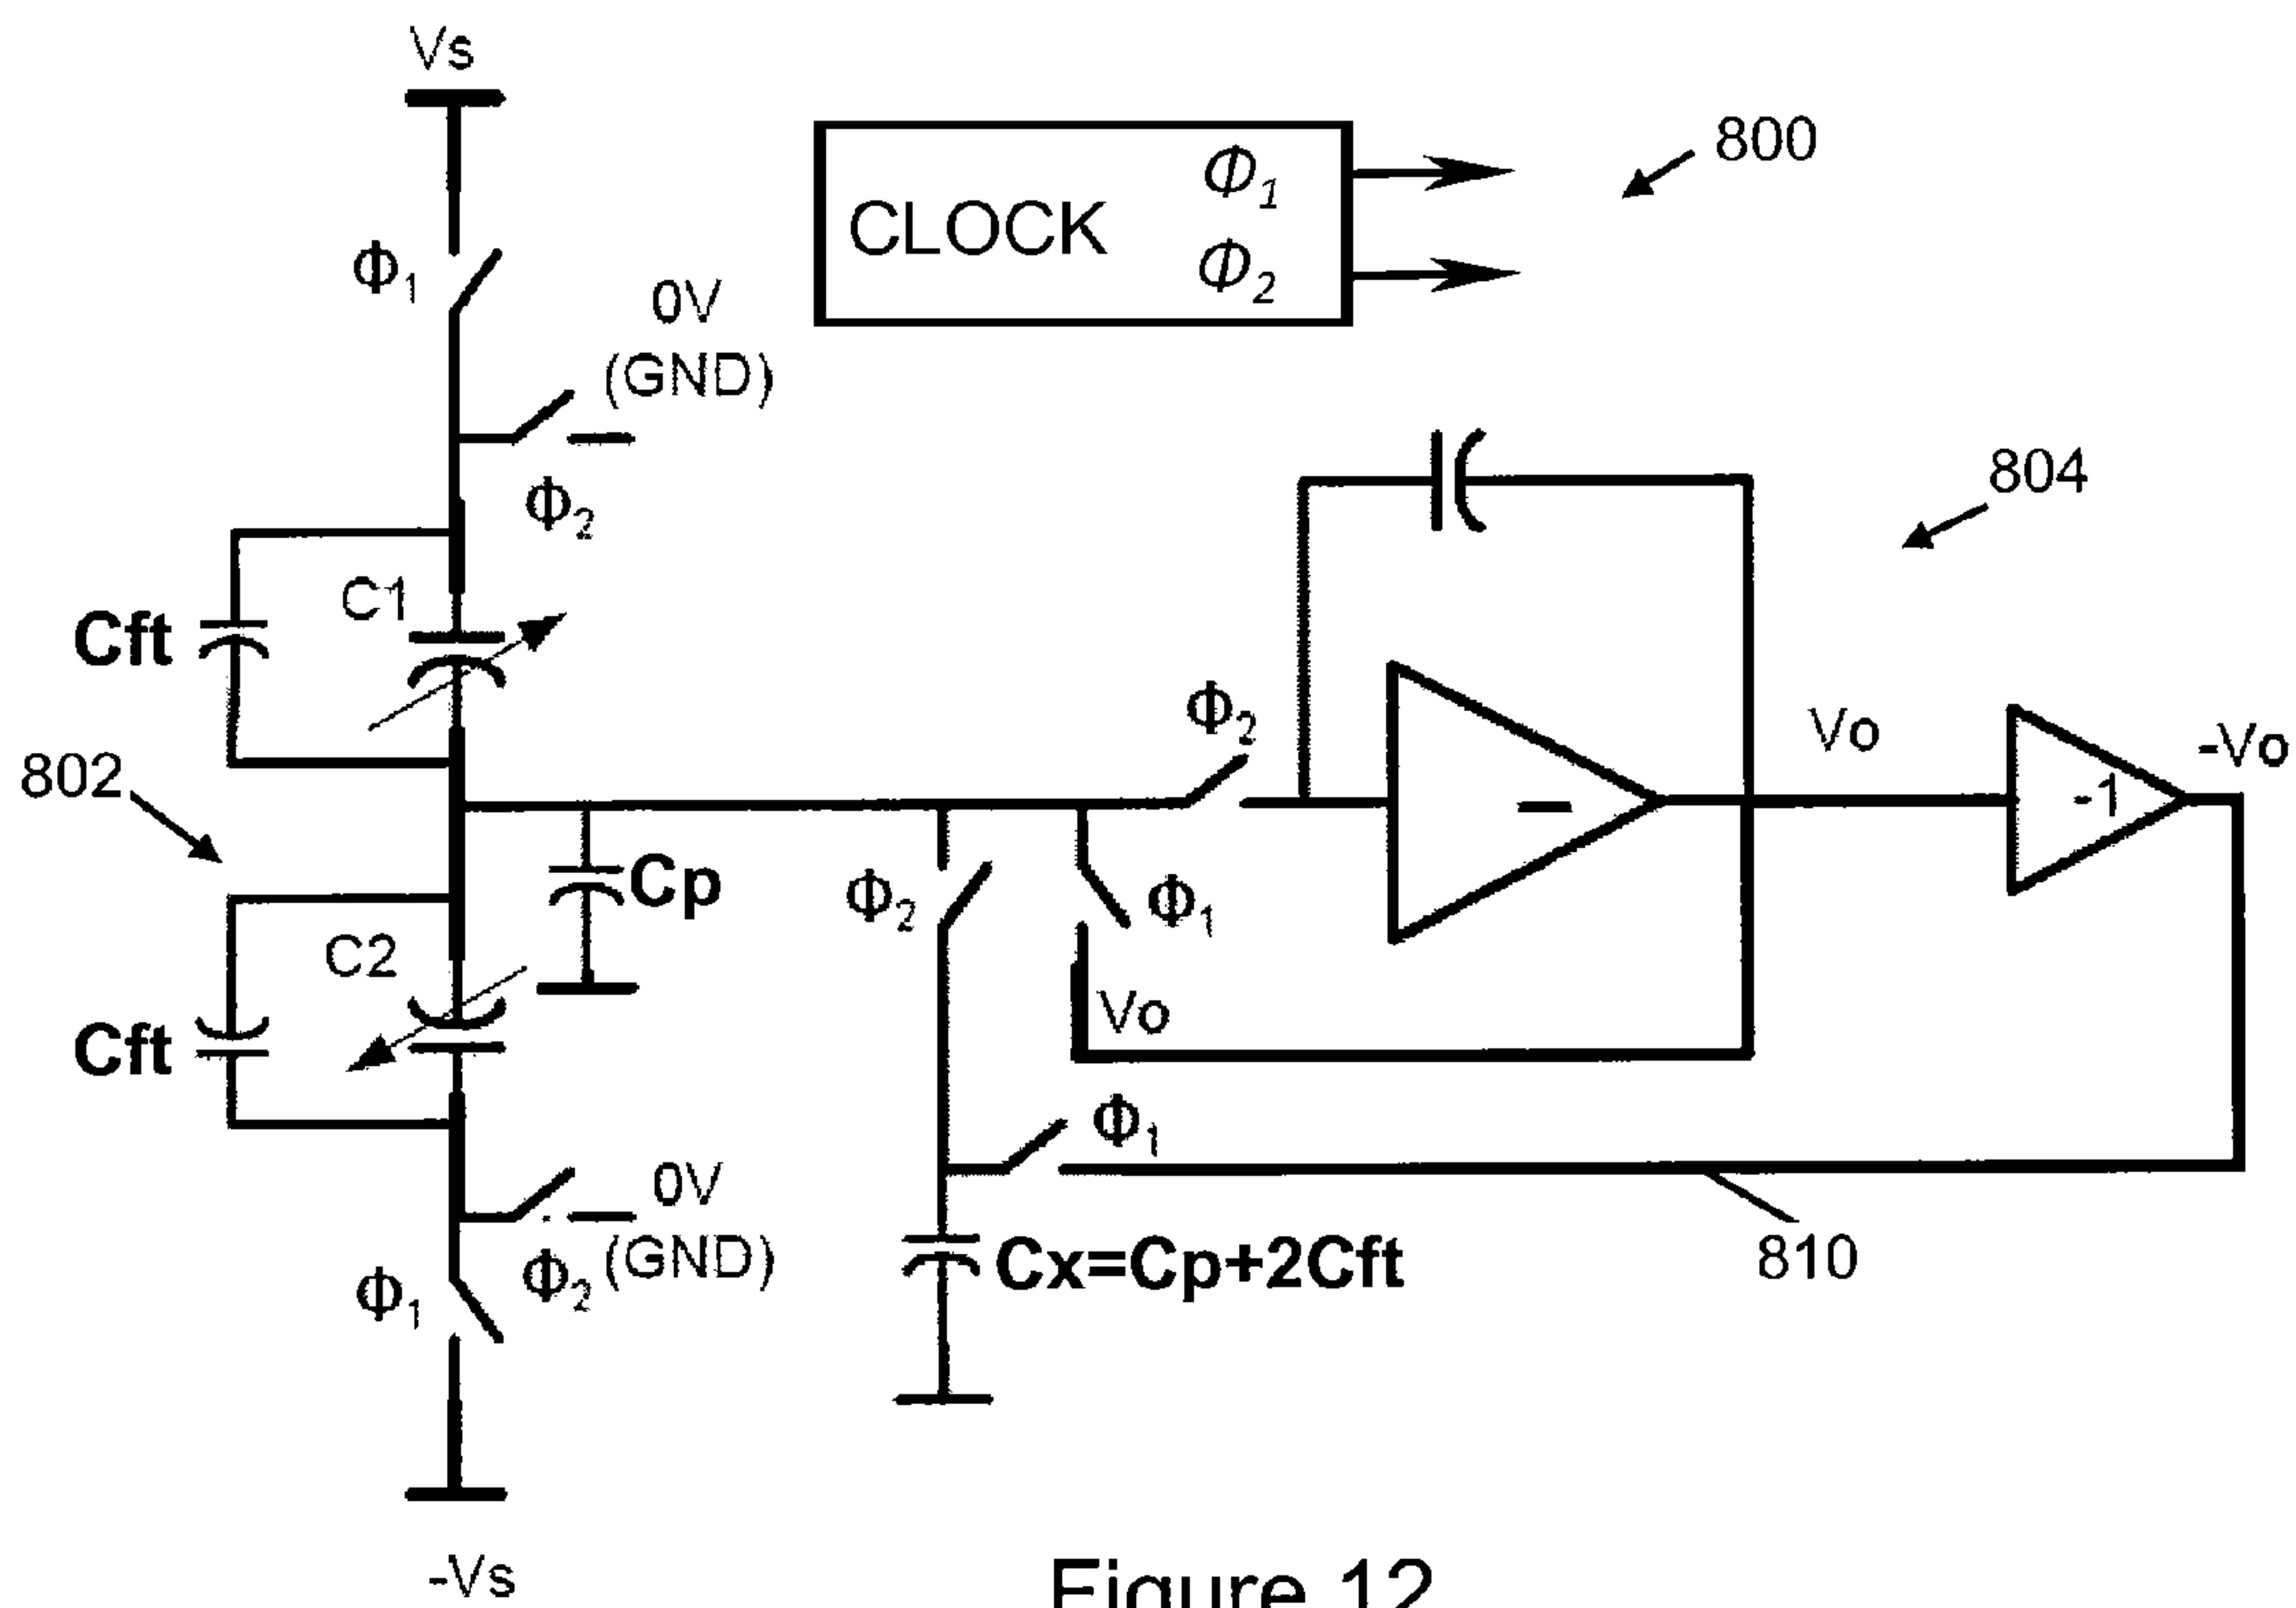 Vs
Φ1
0V
(GND)
Φ2
CLOCK
Φ1
Φ2
800
804
Cft
C1
802
Cp
Φ2
Φ2
Φ1
Vo
Vo
-1
-Vo
Cft
C2
Φ1
0V
(GND)
Φ2
Φ1
Cx=Cp+2Cft
810
-Vs
Figure 12